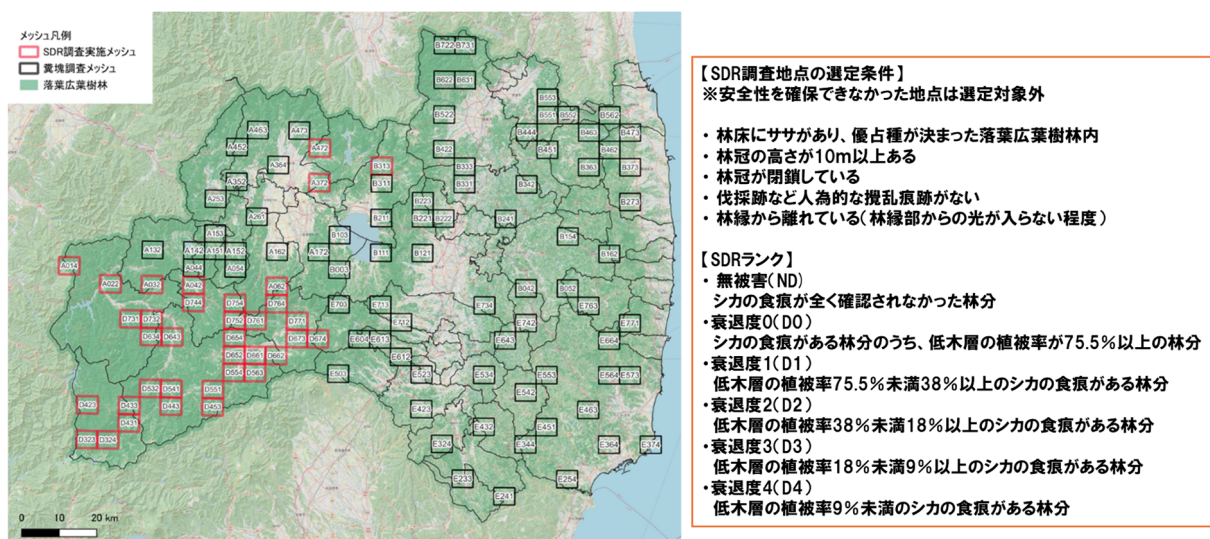 メッシュ凡例
SDR調査実施メッシュ
糞塊調査メッシュ
落葉広葉樹林
B722 B731
B622 B631
B522
B553
B551 B552
B562
A463
A473
B444
B463
B473
A452
A472
B422
B451
B462
A364
B313
B333
B363
B373
A352
A372
B311
B331
B342
A253
B223
B273
A261
B211
B221
B222
B241
A153
B103
B154
A132
A142
A151
A152
A162
A172
B111
B121
B162
A014
A044
A054
B003
A022
A032
A042
A062
B042
B052
D744
D754
D764
E703
E713
E734
E763
D731
D732
D752
D761
D771
E712
E742
E771
D634
D643
D654
D673
D674
E604
E613
E643
E664
D652
D661
D662
E612
D554
D563
E503
E523
E534
E553
E564
E573
D532
D541
D551
E542
D423
D433
D443
D453
E423
E463
D431
E432
E451
D323
D324
E324
E344
E364
E374
E233
E254
E241
0 10 20 km
【SDR調査地点の選定条件】
※安全性を確保できなかった地点は選定対象外
・ 林床にササがあり、優占種が決まった落葉広葉樹林内
・ 林冠の高さが10m以上ある
・ 林冠が閉鎖している
・ 伐採跡など人為的な攪乱痕跡がない
・ 林縁から離れている(林縁部からの光が入らない程度)
【SDRランク】
・ 無被害(ND)
シカの食痕が全く確認されなかった林分
・衰退度0(D0)
シカの食痕がある林分のうち、低木層の植被率が75.5%以上の林分
・衰退度1(D1)
低木層の植被率75.5%未満38%以上のシカの食痕がある林分
・衰退度2(D2)
低木層の植被率38%未満18%以上のシカの食痕がある林分
・衰退度3(D3)
低木層の植被率18%未満9%以上のシカの食痕がある林分
・衰退度4(D4)
低木層の植被率9%未満のシカの食痕がある林分